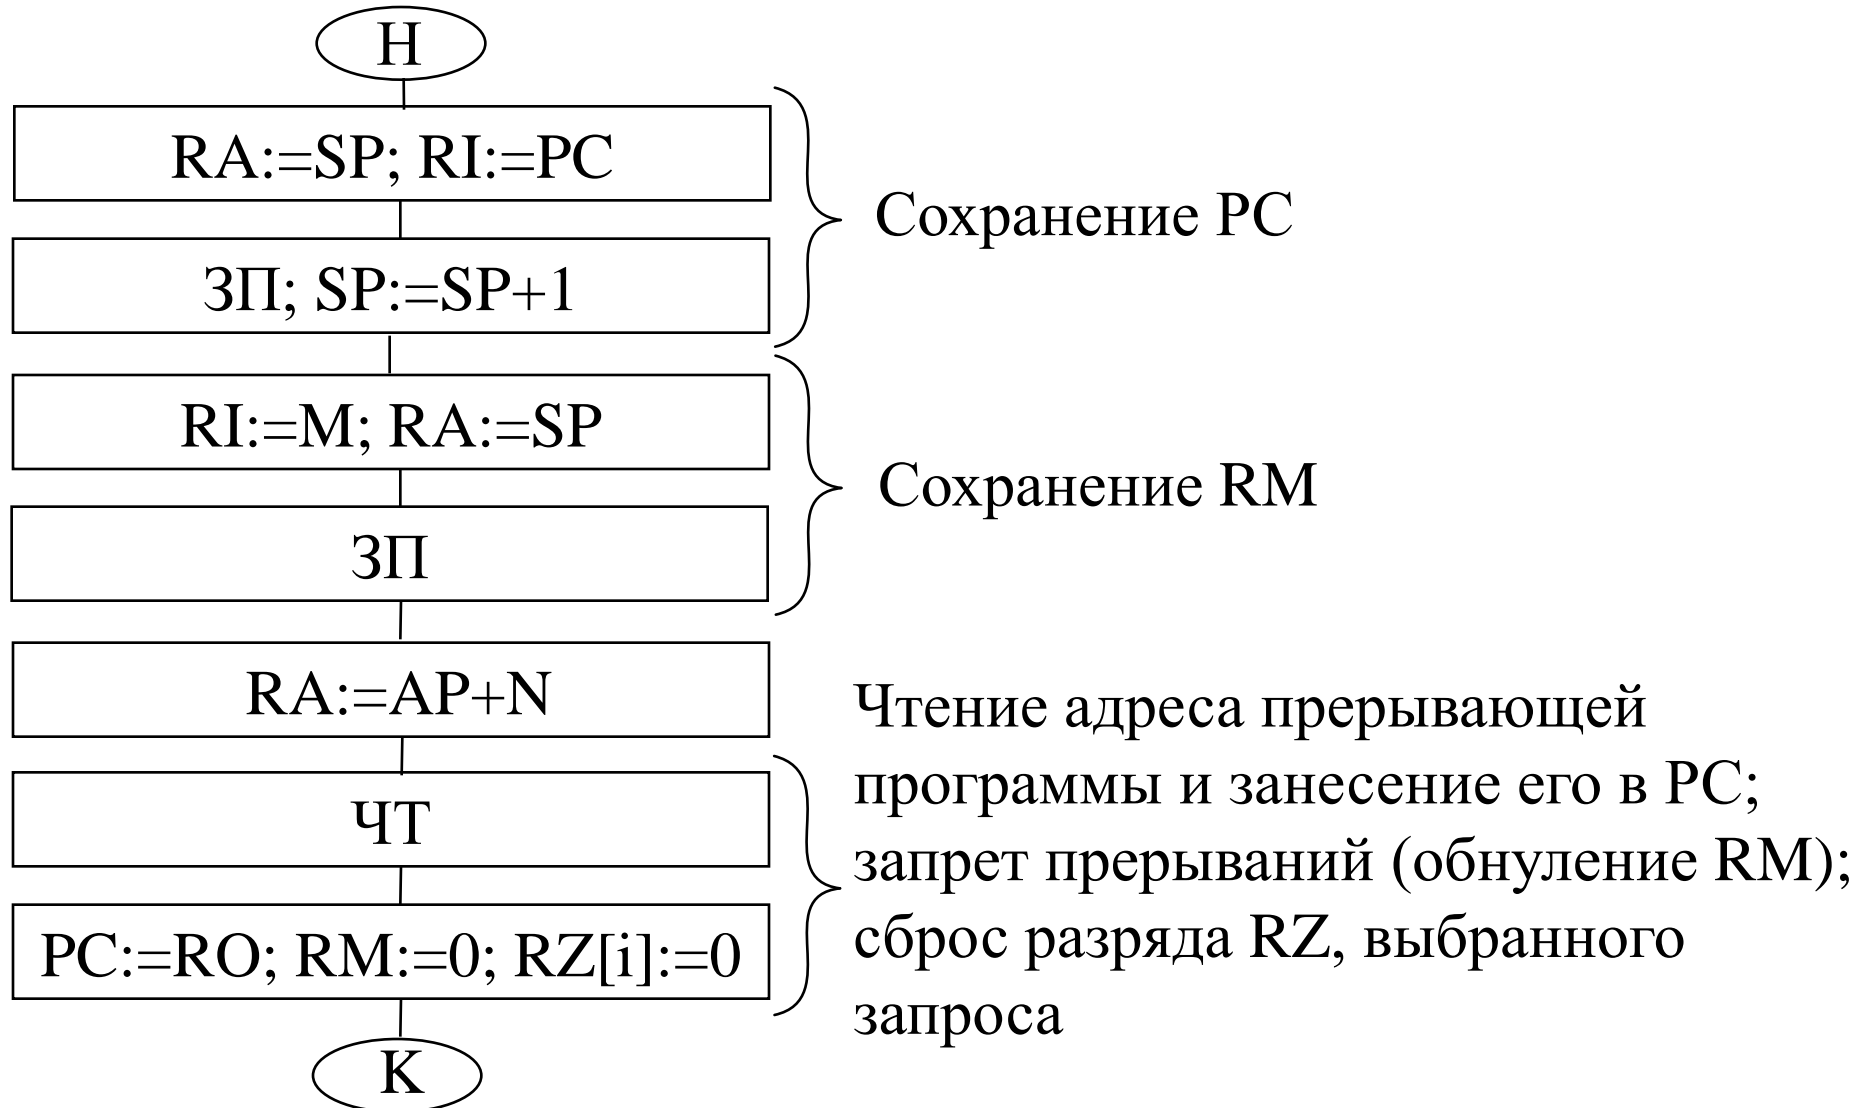 Н
RA:=SP; RI:=PC
ЗП; SP:=SP+1
Сохранение PC
RI:=M; RA:=SP
ЗП
Сохранение RM
RA:=AP+N
ЧТ
PC:=RO; RM:=0; RZ[i]:=0
Чтение адреса прерывающей
программы и занесение его в PC;
запрет прерываний (обнуление RM);
сброс разряда RZ, выбранного
запроса
К